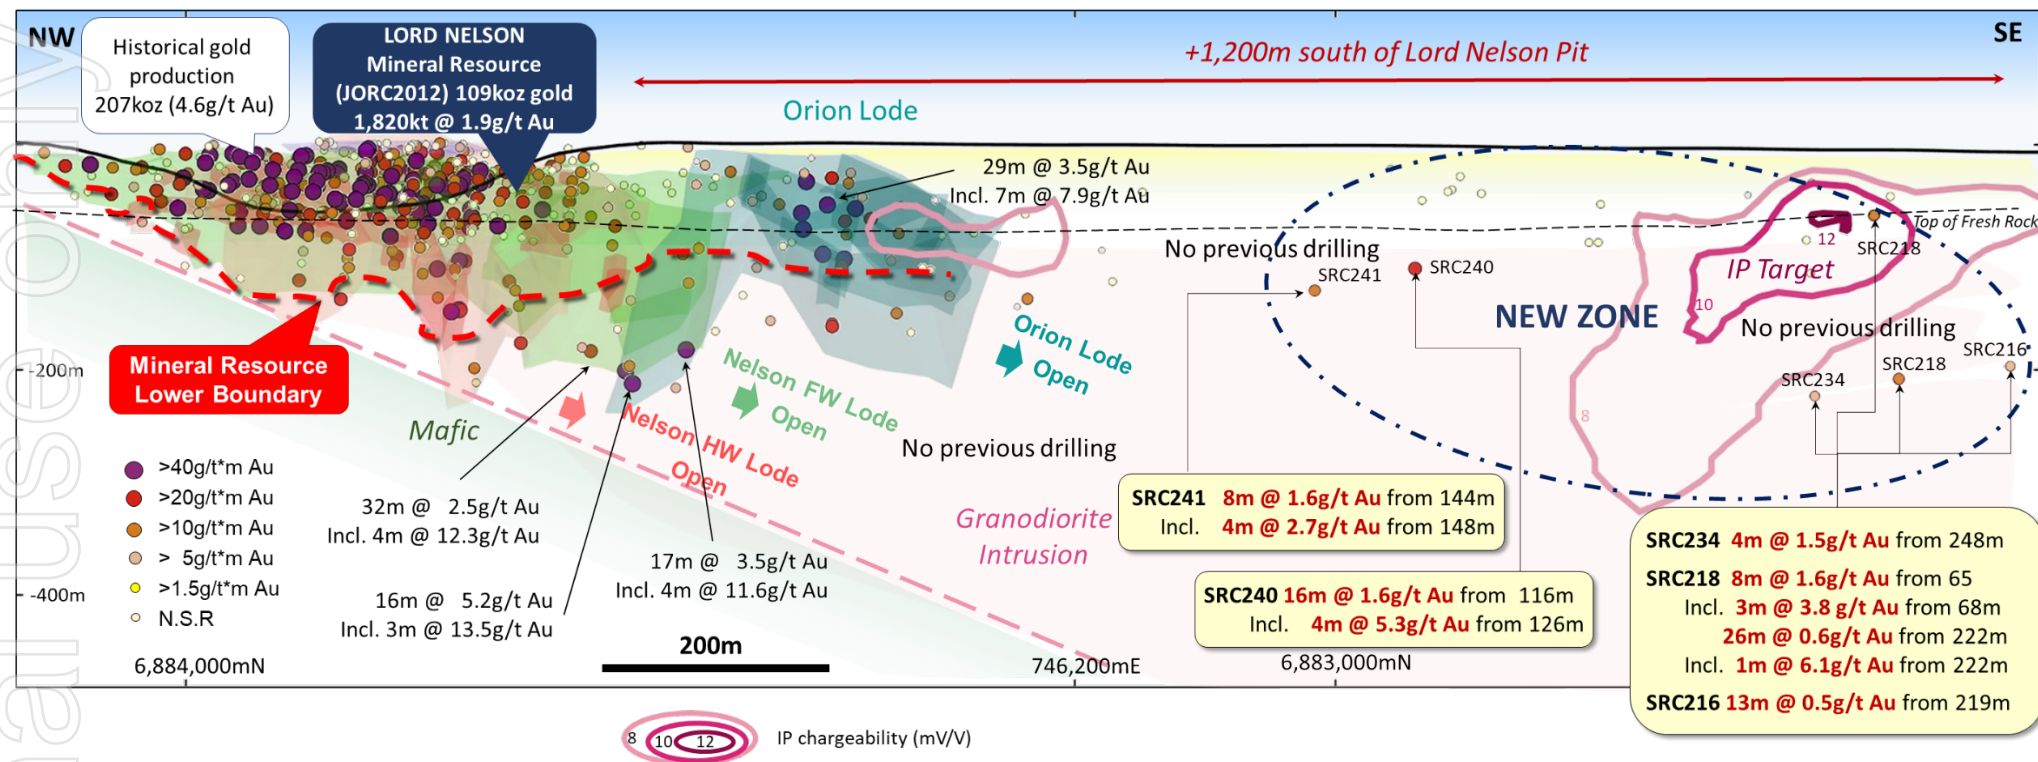 NW
Historical gold
production
207koz (4.6g/t Au)
LORD NELSON
Mineral Resource
(JORC2012) 109koz gold
1,820kt @ 1.9g/t Au
+1,200m south of Lord Nelson Pit
SE
Orion Lode
29m @ 3.5g/t Au
Incl. 7m @ 7.9g/t Au
No previous drilling
SRC241
SRC240
NEW ZONE
12
10
8
IP Target
SRC218
Top of Fresh Rock
No previous drilling
SRC234
SRC218
SRC216
Mineral Resource
Lower Boundary
-200m
-400m
Mafic
Orion Lode
Open
Nelson FW Lode
Open
Nelson HW Lode
Open
No previous drilling
Granodiorite
Intrusion
>40g/t*m Au
>20g/t*m Au
>10g/t*m Au
> 5g/t*m Au
>1.5g/t*m Au
N.S.R
32m @ 2.5g/t Au
Incl. 4m @ 12.3g/t Au
16m @ 5.2g/t Au
Incl. 3m @ 13.5g/t Au
17m @ 3.5g/t Au
Incl. 4m @ 11.6g/t Au
SRC241 8m @ 1.6g/t Au from 144m
Incl. 4m @ 2.7g/t Au from 148m
SRC240 16m @ 1.6g/t Au from 116m
Incl. 4m @ 5.3g/t Au from 126m
SRC234 4m @ 1.5g/t Au from 248m
SRC218 8m @ 1.6g/t Au from 65
Incl. 3m @ 3.8 g/t Au from 68m
26m @ 0.6g/t Au from 222m
Incl. 1m @ 6.1g/t Au from 222m
SRC216 13m @ 0.5g/t Au from 219m
200m
6,884,000mN
746,200mE
6,883,000mN
8 10 12
IP chargeability (mV/V)
al use only